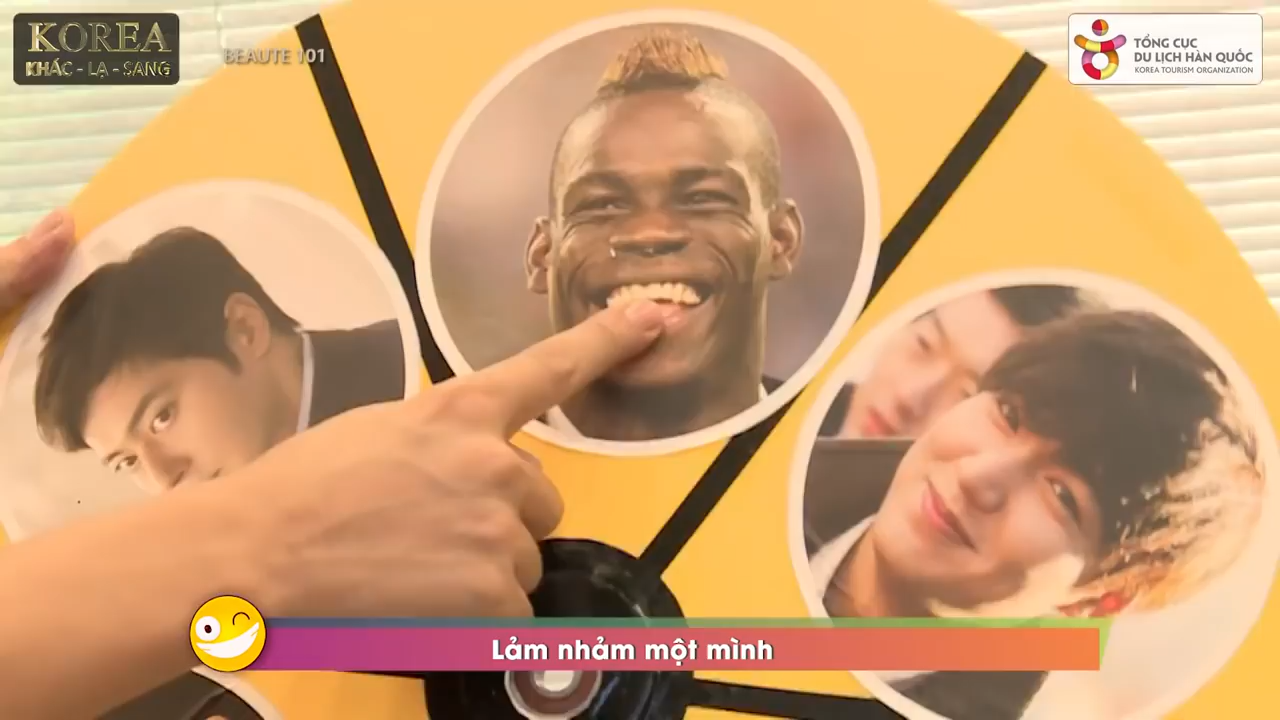 KOREA
KHÁC - LẠ - SANG
BEAUTE 101
TỔNG CỤC
DU LỊCH HÀN QUỐC
KOREA TOURISM ORGANIZATION
Lảm nhảm một mình